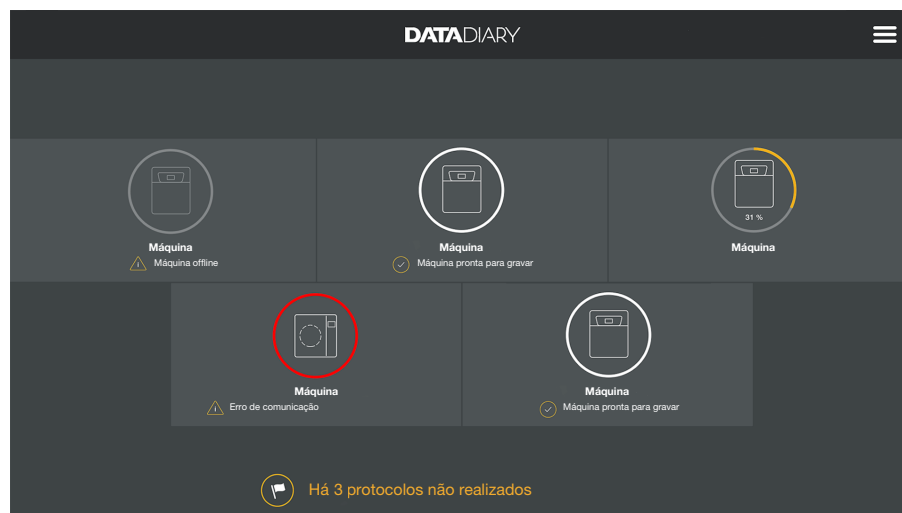 DATADIARY
31 %
Máquina
Máquina
Máquina
Máquina offline
Máquina pronta para gravar
Máquina
Máquina
Erro de comunicação
Máquina pronta para gravar
Há 3 protocolos não realizados